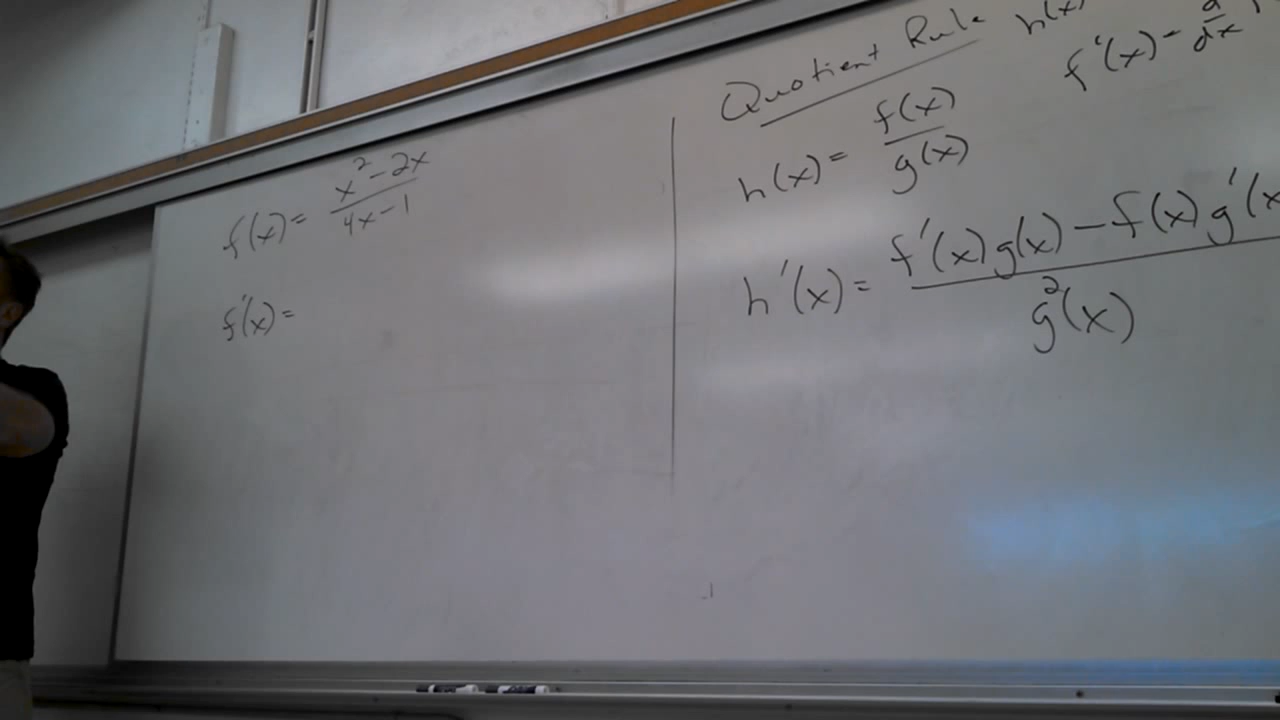 f(x) = x² - 2x / 4x - 1
f'(x) =
Quotient Rule h(x)
f'(x) = d/dx
h(x) = f(x) / g(x)
h'(x) = f'(x)g(x) - f(x)g'(x / g²(x)